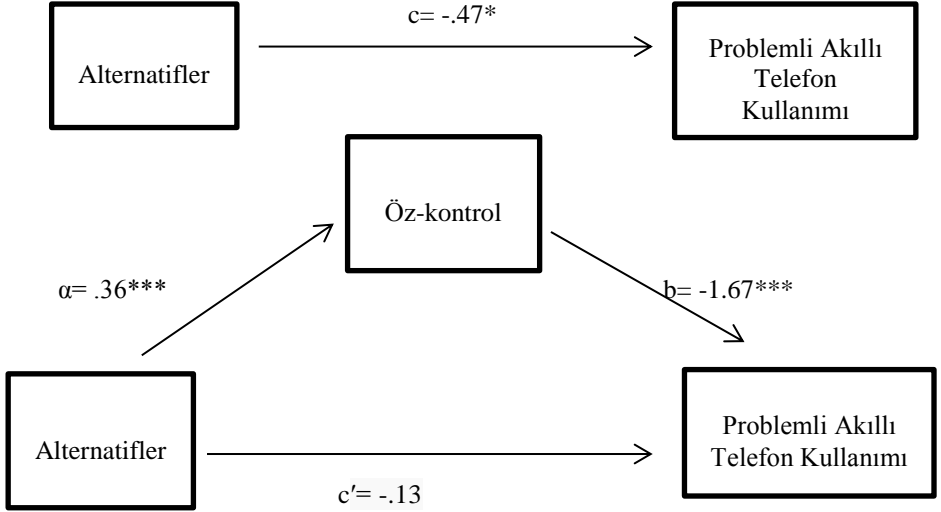 c= -.47*
Alternatifler
Problemli Akıllı
Telefon
Kullanımı
Öz-kontrol
α= .36***
b= -1.67***
Alternatifler
Problemli Akıllı
Telefon Kullanımı
c′= -.13